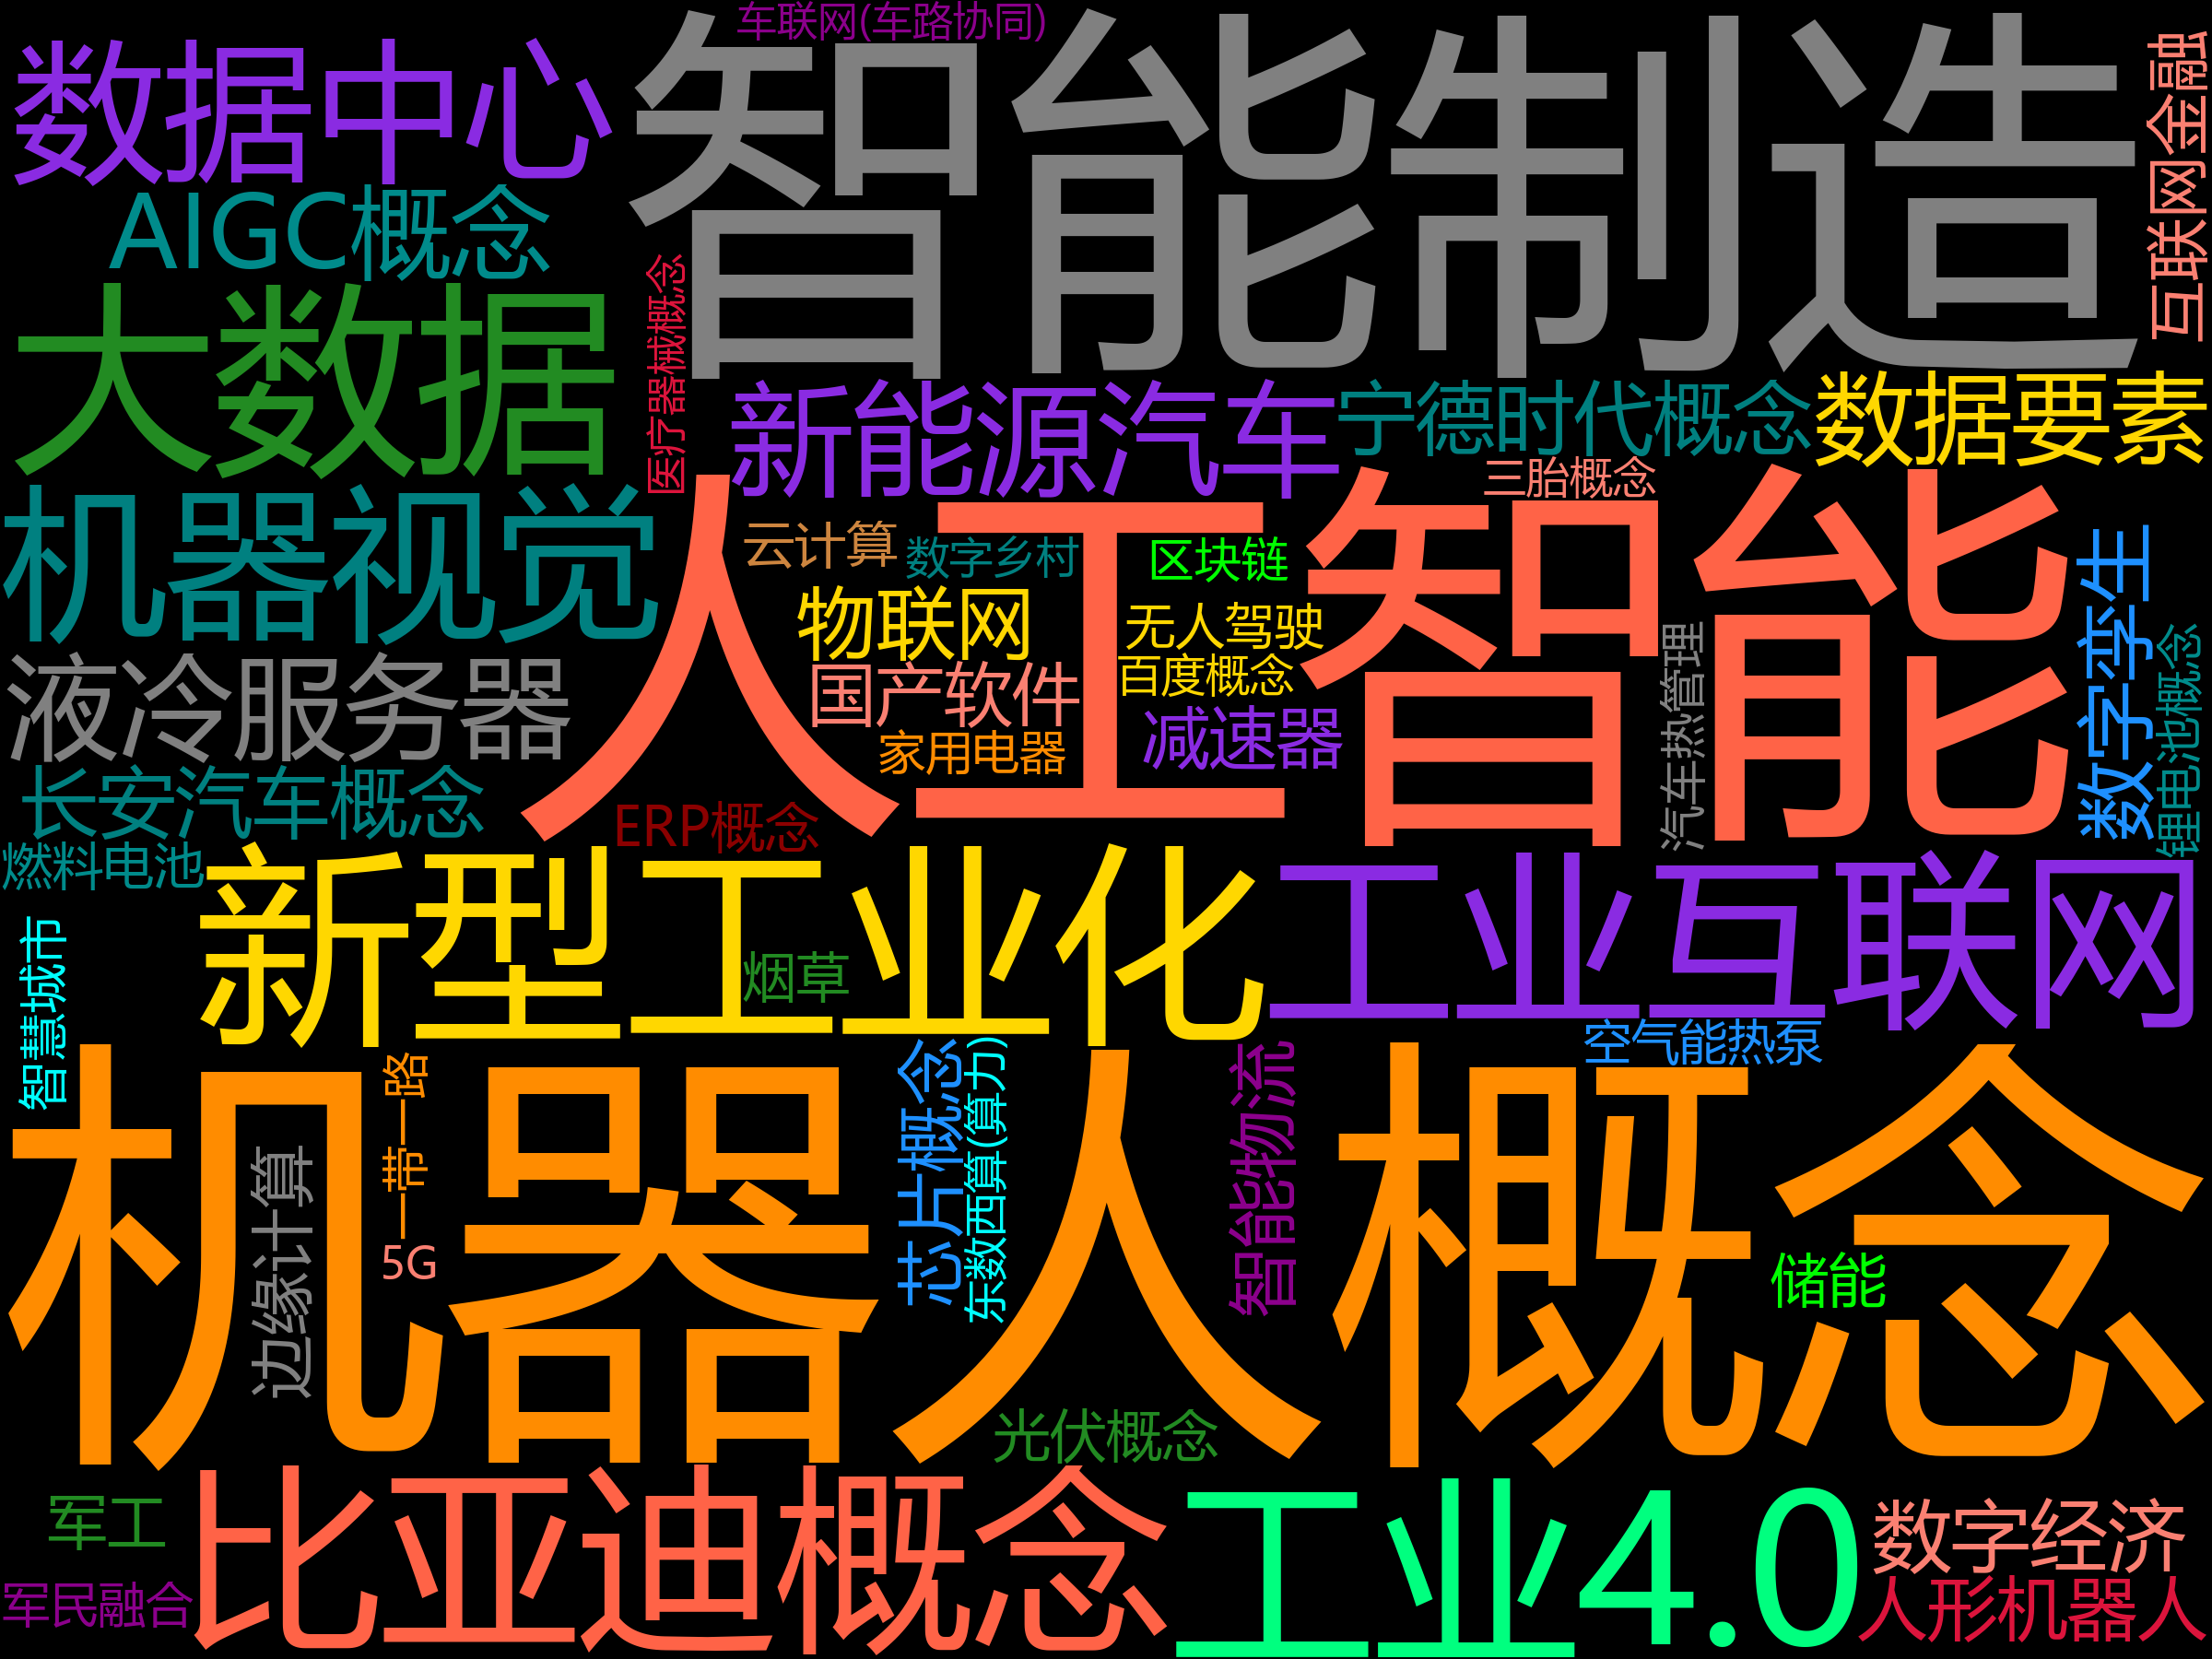 车联网(车路协同)
数据中心
智能制造
互联网金融
AIGC概念
大数据
医疗器械概念
新能源汽车
宁德时代概念
数据要素
三胎概念
机器视觉
人工智能
云计算
数字乡村
区块链
数字孪生
物联网
无人驾驶
百度概念
汽车热管理
锂电池概念
液冷服务器
国产软件
减速器
家用电器
长安汽车概念
ERP概念
燃料电池
新型工业化
工业互联网
智慧城市
烟草
空气能热泵
机器人概念
一带一路
芯片概念
东数西算(算力)
智能物流
边缘计算
5G
储能
光伏概念
比亚迪概念
工业4.0
军工
数字经济
军民融合
人形机器人